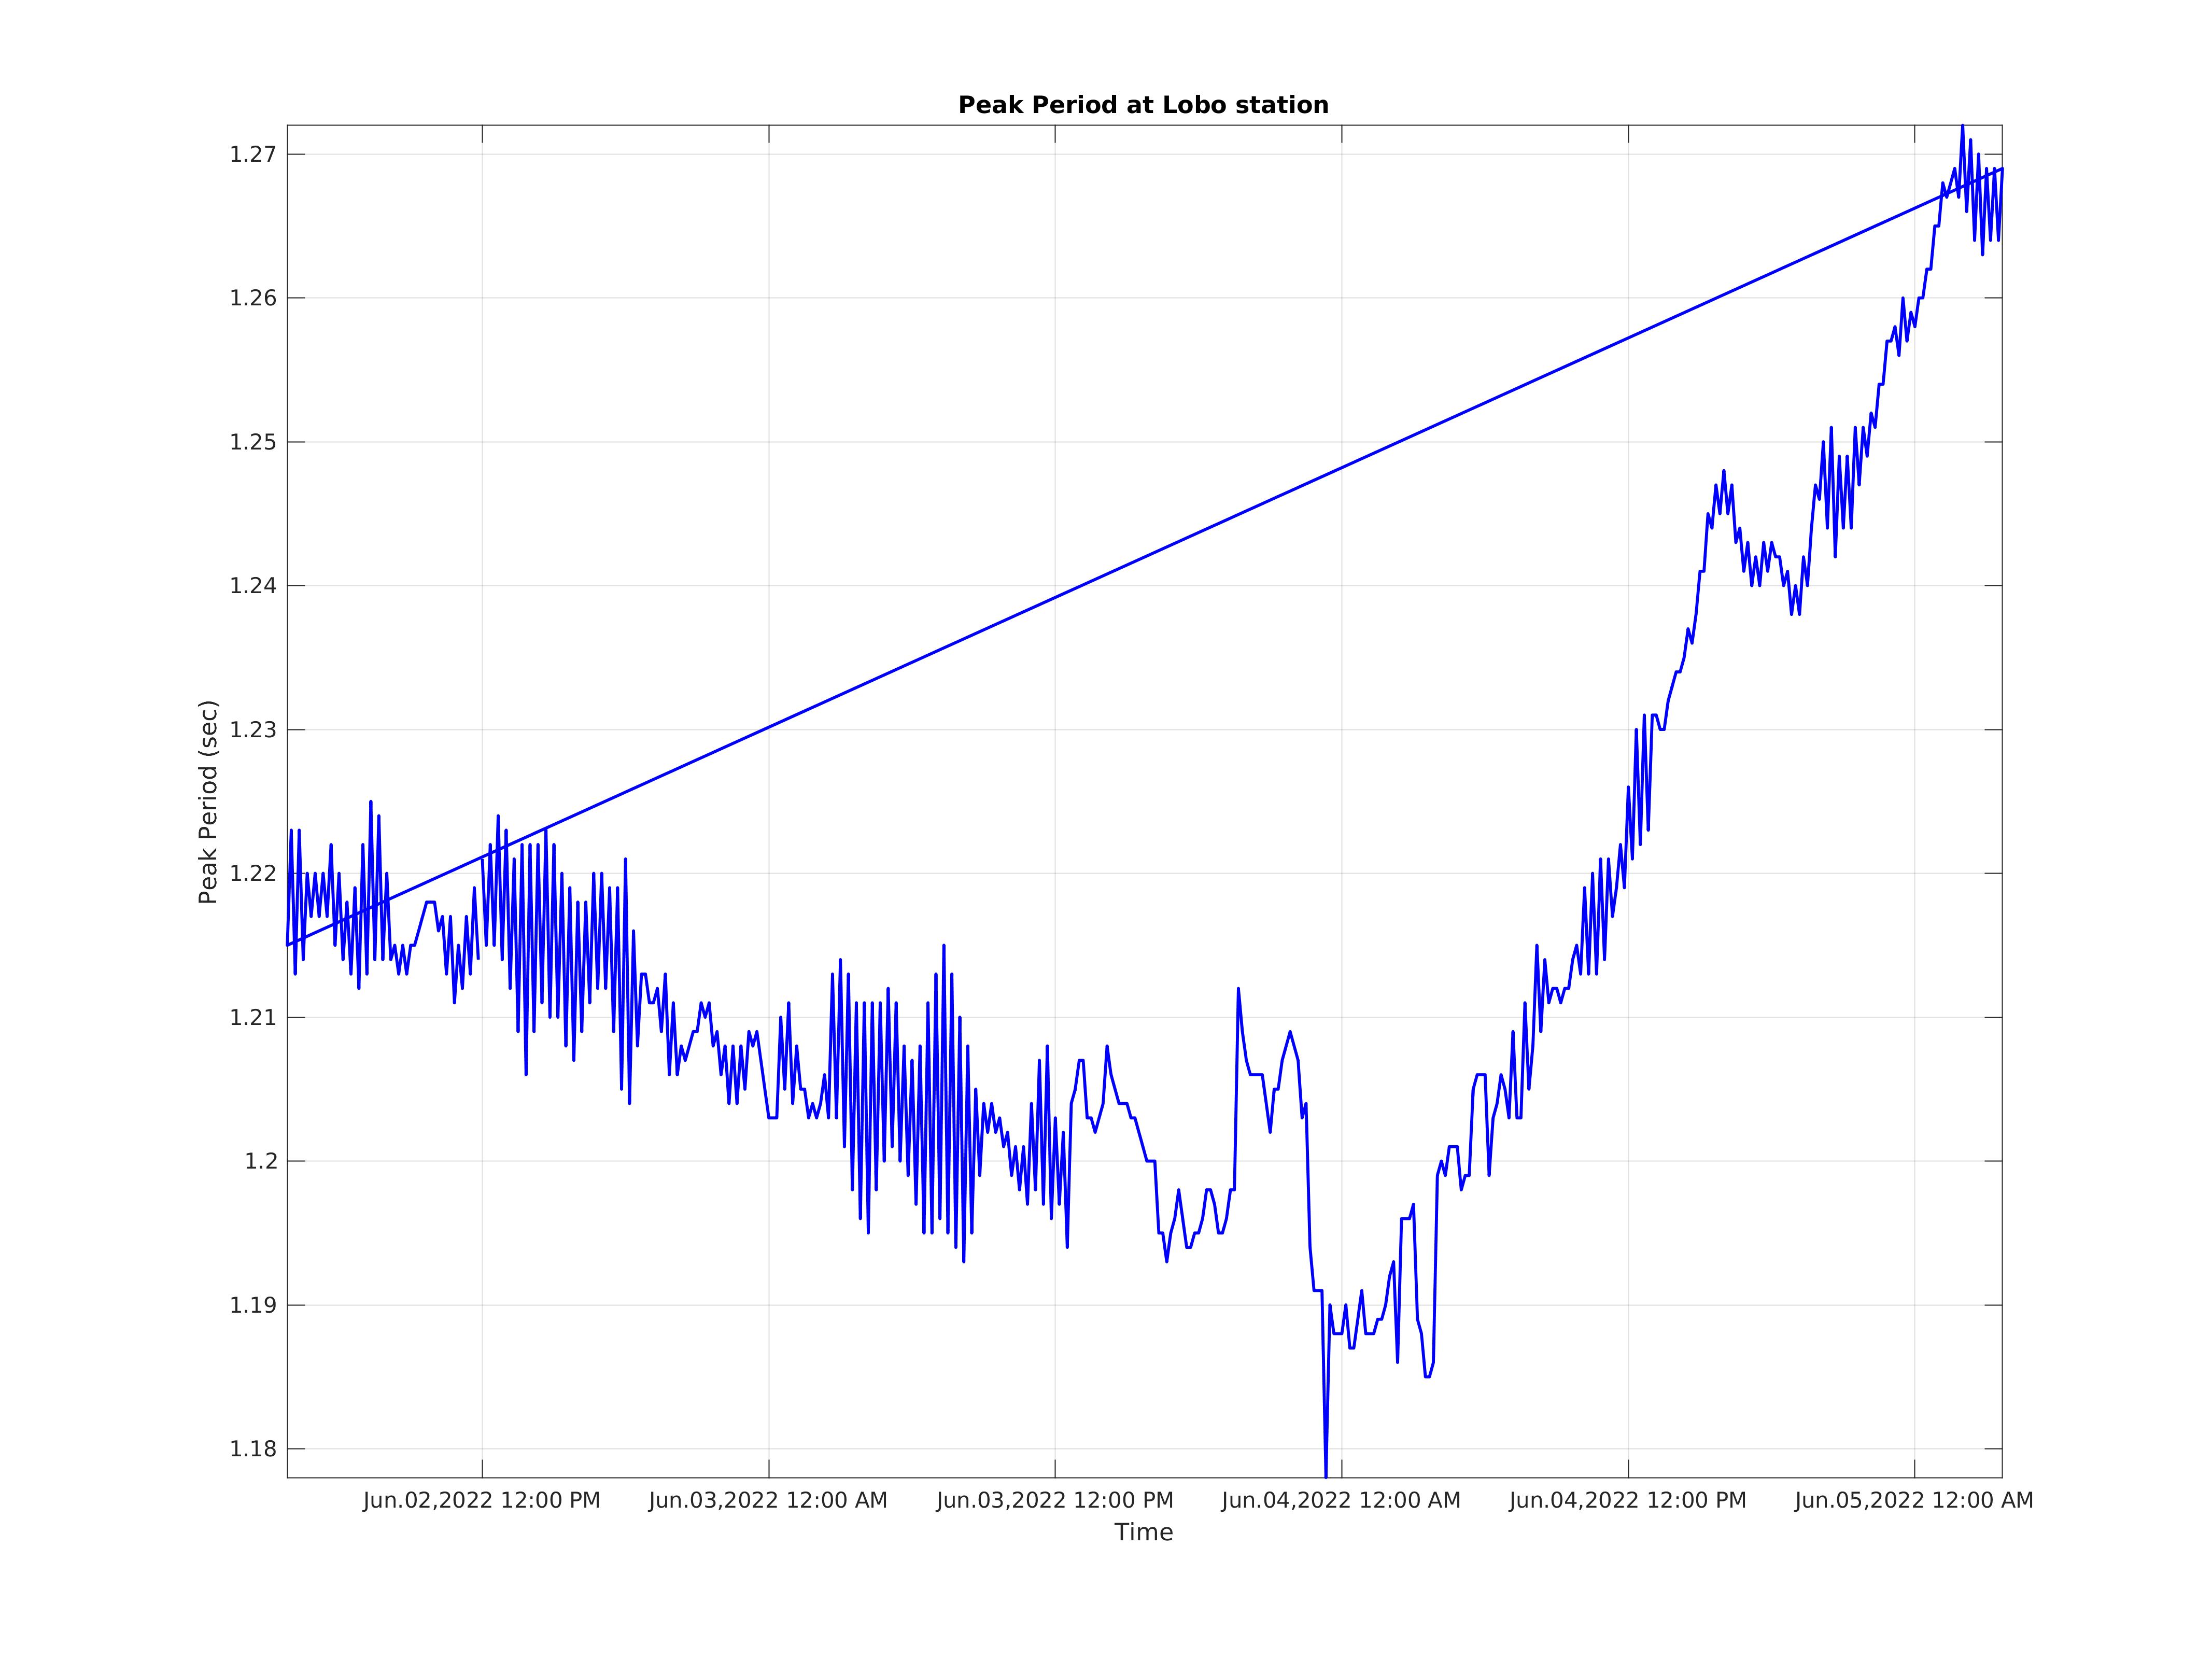 Peak Period at Lobo station
1.27
1.26
1.25
1.24
1.23
1.22
1.21
1.2
1.19
1.18
Peak Period (sec)
Jun.02,2022 12:00 PM Jun.03,2022 12:00 AM Jun.03,2022 12:00 PM Jun.04,2022 12:00 AM Jun.04,2022 12:00 PM Jun.05,2022 12:00 AM
Time